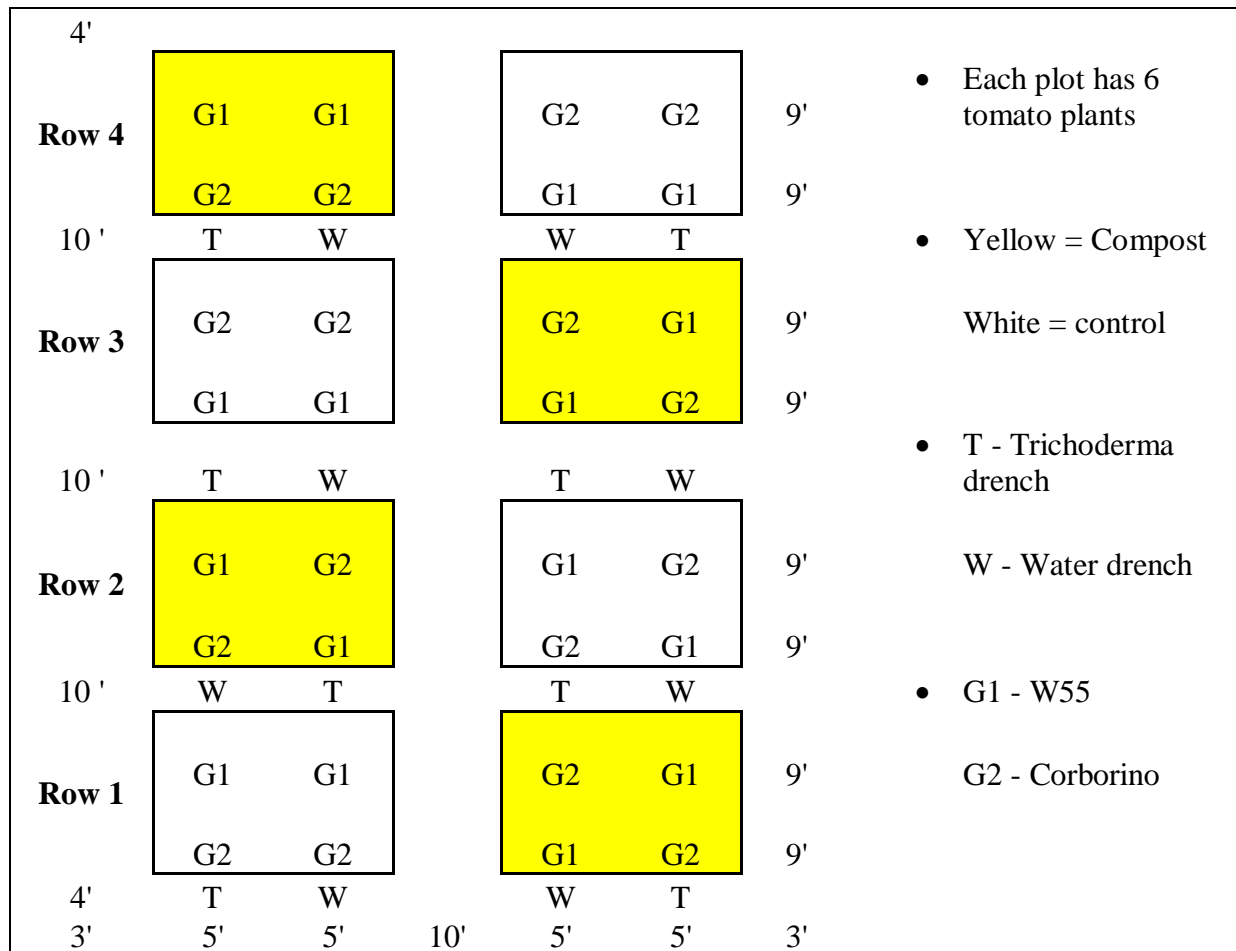 4'
G1 G1 G2 G2 9'
Row 4
G2 G2 G1 G1 9'
10 ' T W W T
G2 G2 G2 G1 9'
Row 3
G1 G1 G1 G2 9'
10 ' T W T W
G1 G2 G1 G2 9'
Row 2
G2 G1 G2 G1 9'
10 ' W T T W
G1 G1 G2 G1 9'
Row 1
G2 G2 G1 G2 9'
4' T W W T
3' 5' 5' 10' 5' 5' 3'
• Each plot has 6
tomato plants
• Yellow = Compost
White = control
• T - Trichoderma
drench
W - Water drench
• G1 - W55
G2 - Corborino